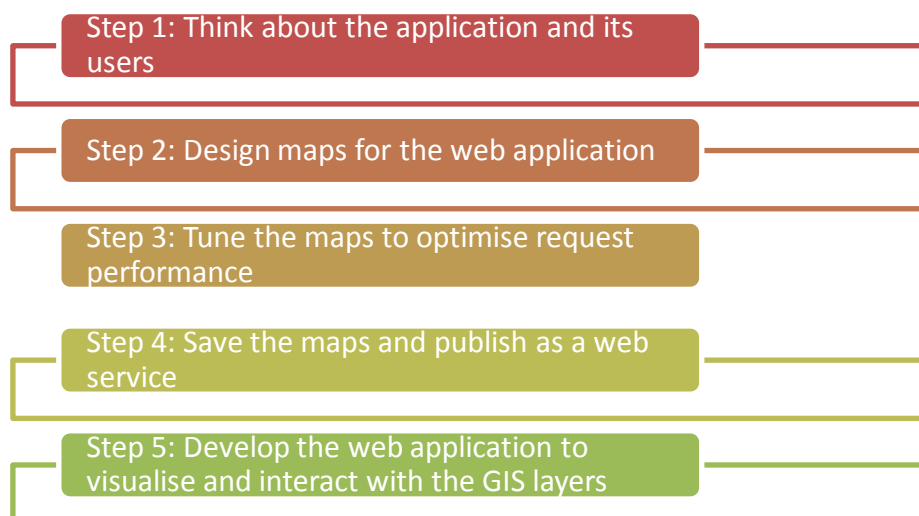 Step 1: Think about the application and its
users
Step 2: Design maps for the web application
Step 3: Tune the maps to optimise request
performance
Step 4: Save the maps and publish as a web
service
Step 5: Develop the web application to
visualise and interact with the GIS layers